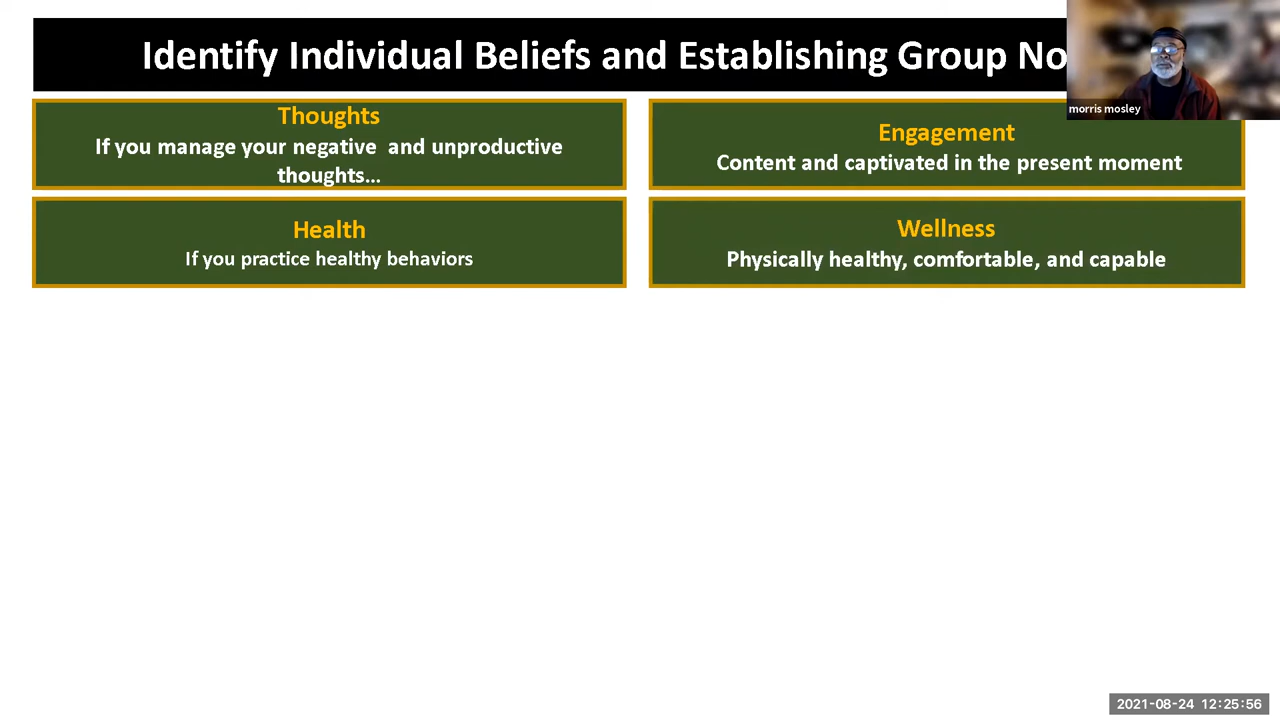 Identify Individual Beliefs and Establishing Group No
morris mosley
Thoughts
If you manage your negative and unproductive
thoughts...
Engagement
Content and captivated in the present moment
Health
If you practice healthy behaviors
Wellness
Physically healthy, comfortable, and capable
2021-08-24 12:25:56